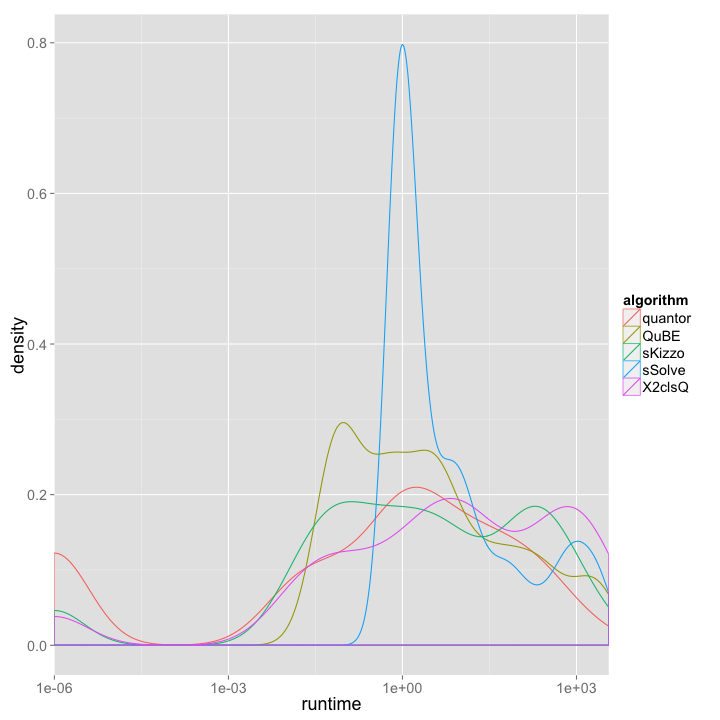 0.8
0.6
0.4
0.2
0.0
density
1e-06 1e-03 1e+00 1e+03
runtime
algorithm
quantor
QuBE
sKizzo
sSolve
X2clsQ